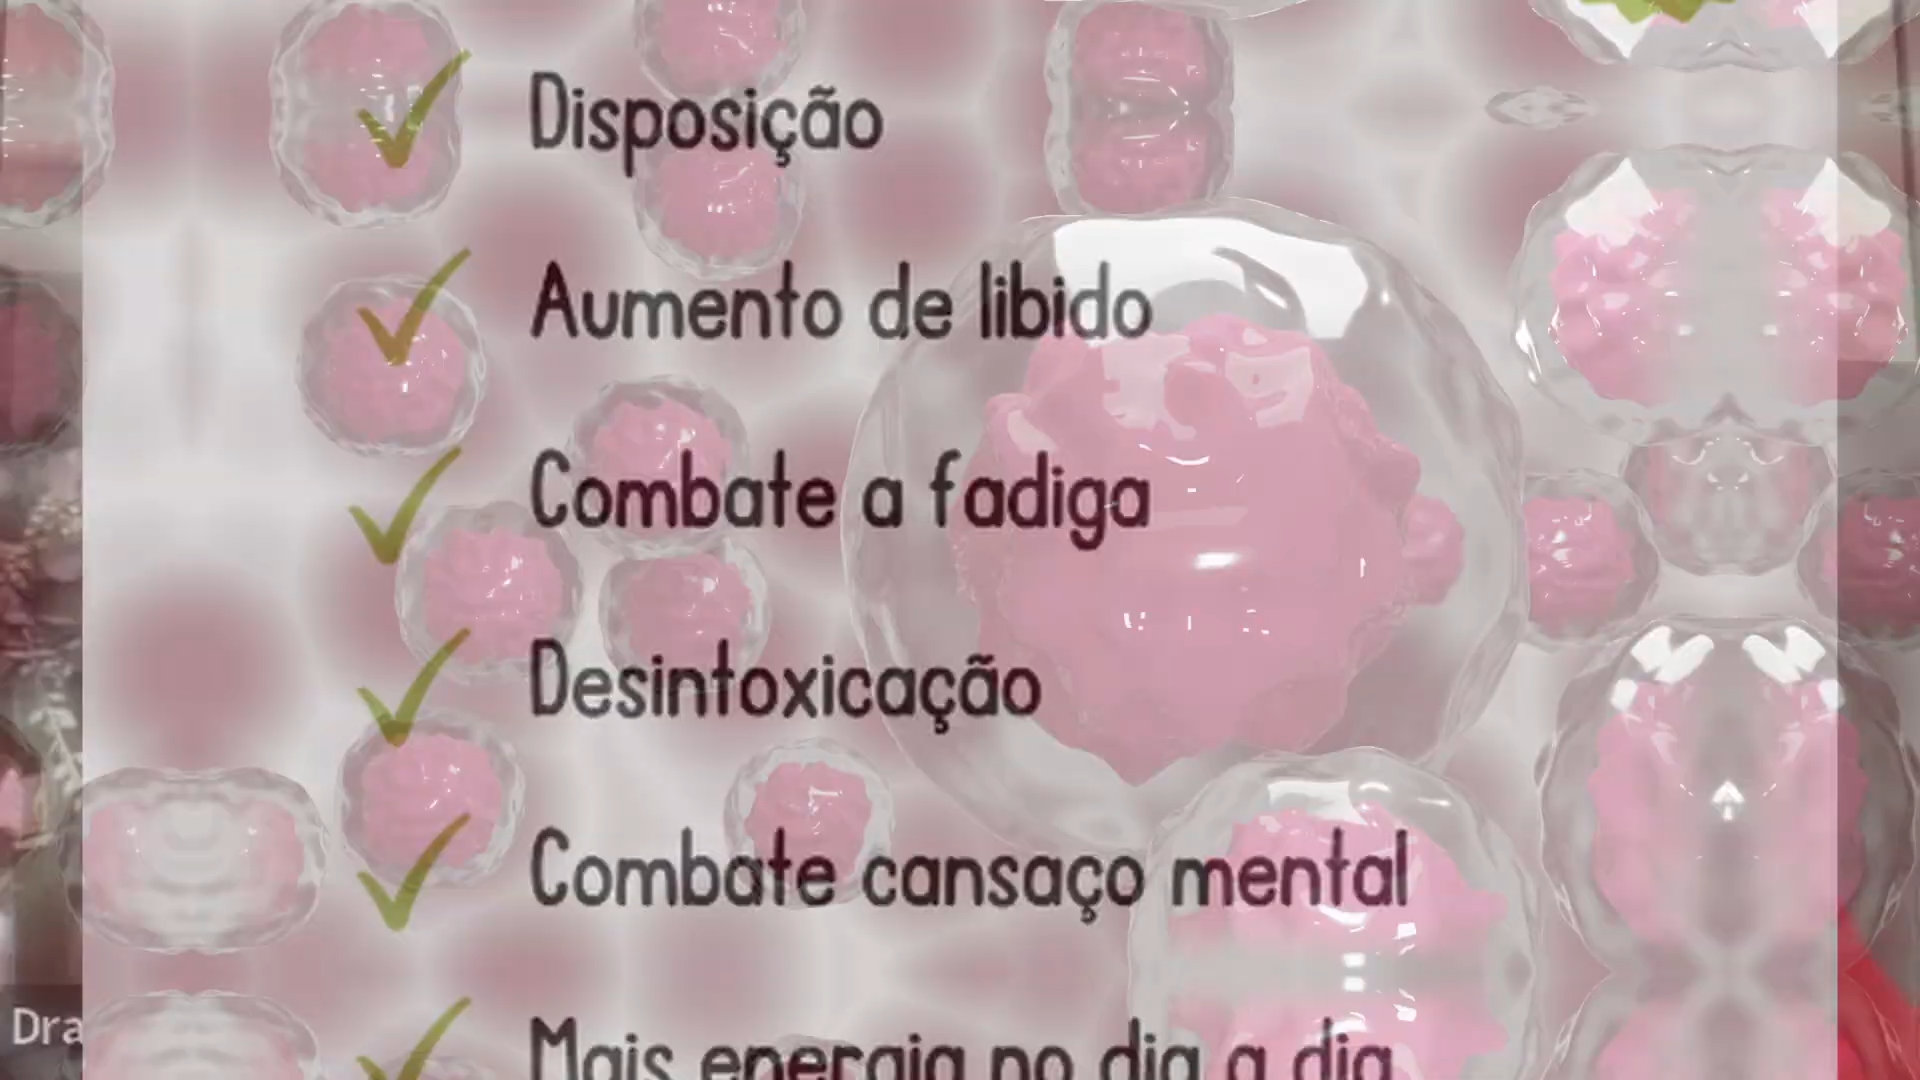 Disposição
Aumento de libido
Combate a fadiga
Desintoxicação
Combate cansaço mental
Mais energia no dia a dia
Dra